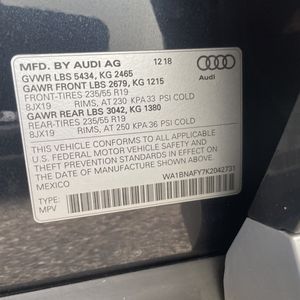 MFD. BY AUDI AG 12 18
GVWR LBS 5434, KG 2465
GAWR FRONT LBS 2679, KG 1215
FRONT-TIRES 235/55 R19
8JX19 RIMS, AT 230 KPA 33 PSI COLD
GAWR REAR LBS 3042, KG 1380
REAR-TIRES 235/55 R19
8JX19 RIMS, AT 250 KPA 36 PSI COLD
THIS VEHICLE CONFORMS TO ALL APPLICABLE
U.S. FEDERAL MOTOR VEHICLE SAFETY,
BUMPER, AND THEFT PREVENTION
STANDARDS IN EFFECT ON THE
DATE OF MANUFACTURE SHOWN ABOVE
MEXICO WA1BNAFY7K2042731
TYPE:
MPV
Audi